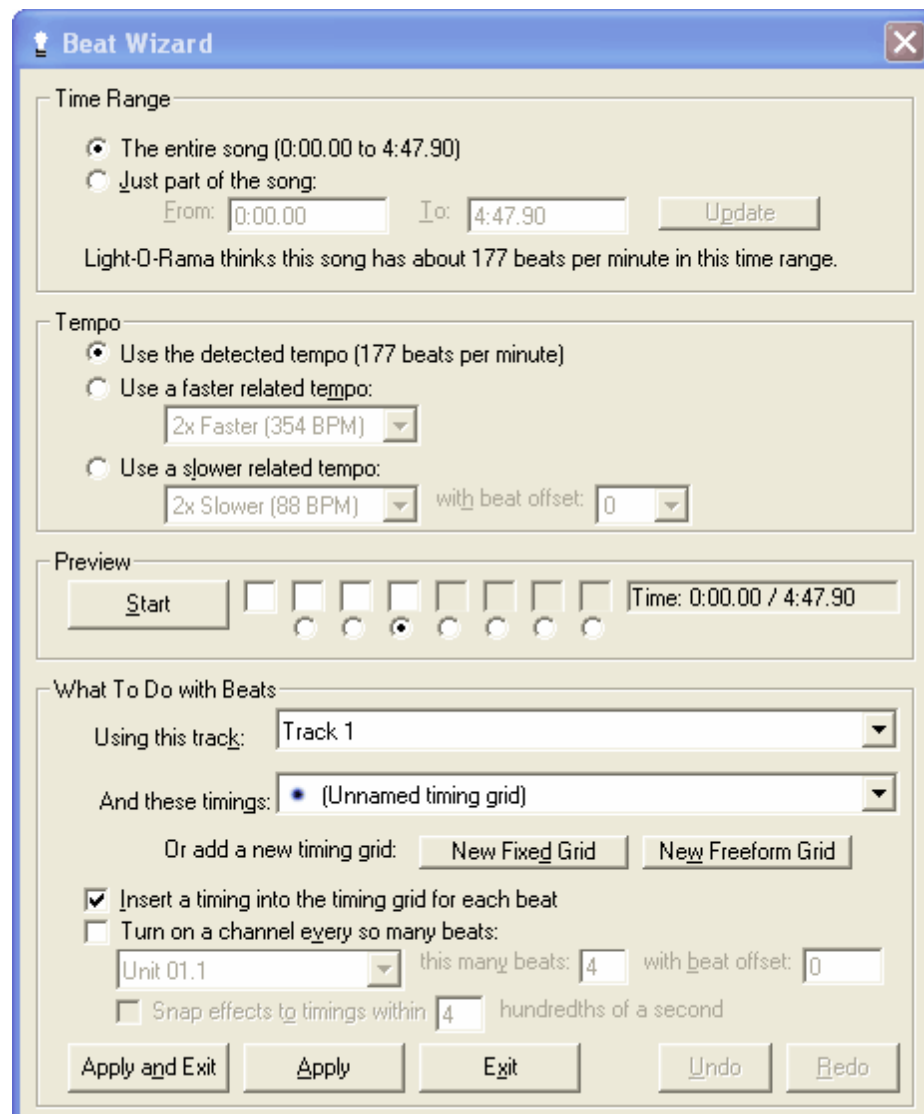 Beat Wizard
Time Range
The entire song (0:00.00 to 4:47.90)
Just part of the song:
From: 0:00.00 To: 4:47.90 Update
Light-O-Rama thinks this song has about 177 beats per minute in this time range.
Tempo
Use the detected tempo (177 beats per minute)
Use a faster related tempo:
2x Faster (354 BPM)
Use a slower related tempo:
2x Slower (88 BPM) with beat offset: 0
Preview
Start Time: 0:00.00 / 4:47.90
What To Do with Beats
Using this track: Track 1
And these timings: (Unnamed timing grid)
Or add a new timing grid: New Fixed Grid New Freeform Grid
Insert a timing into the timing grid for each beat
Turn on a channel every so many beats:
Unit 01.1 this many beats: 4 with beat offset: 0
Snap effects to timings within 4 hundredths of a second
Apply and Exit Apply Exit Undo Redo